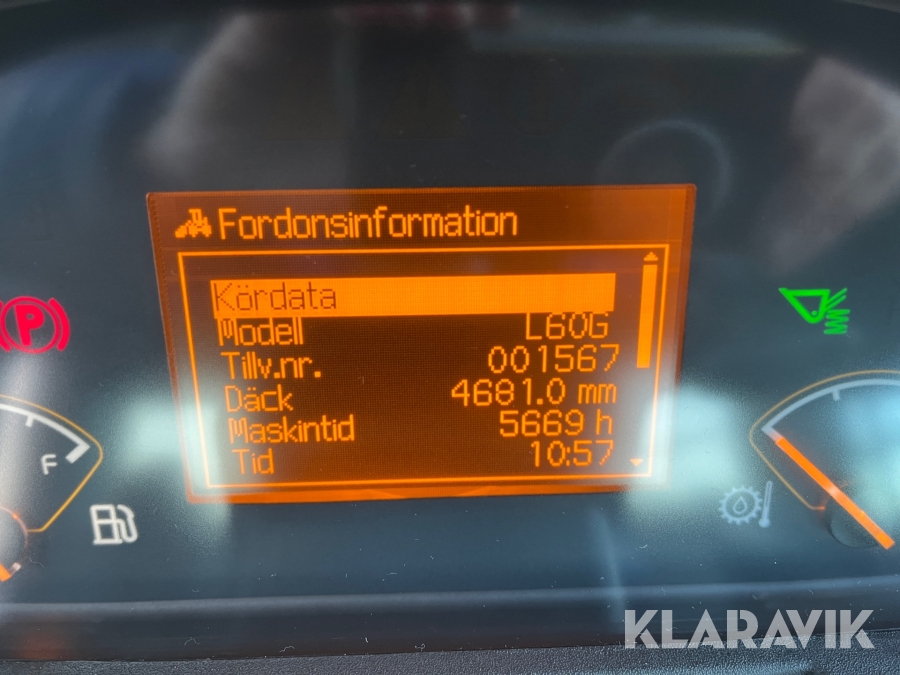 Fordonsinformation
Kördata
Modell L60G
Tillv.nr. 001567
Däck 4681.0 mm
Maskintid 5669 h
Tid 10:57
P
F
KLARAVIK